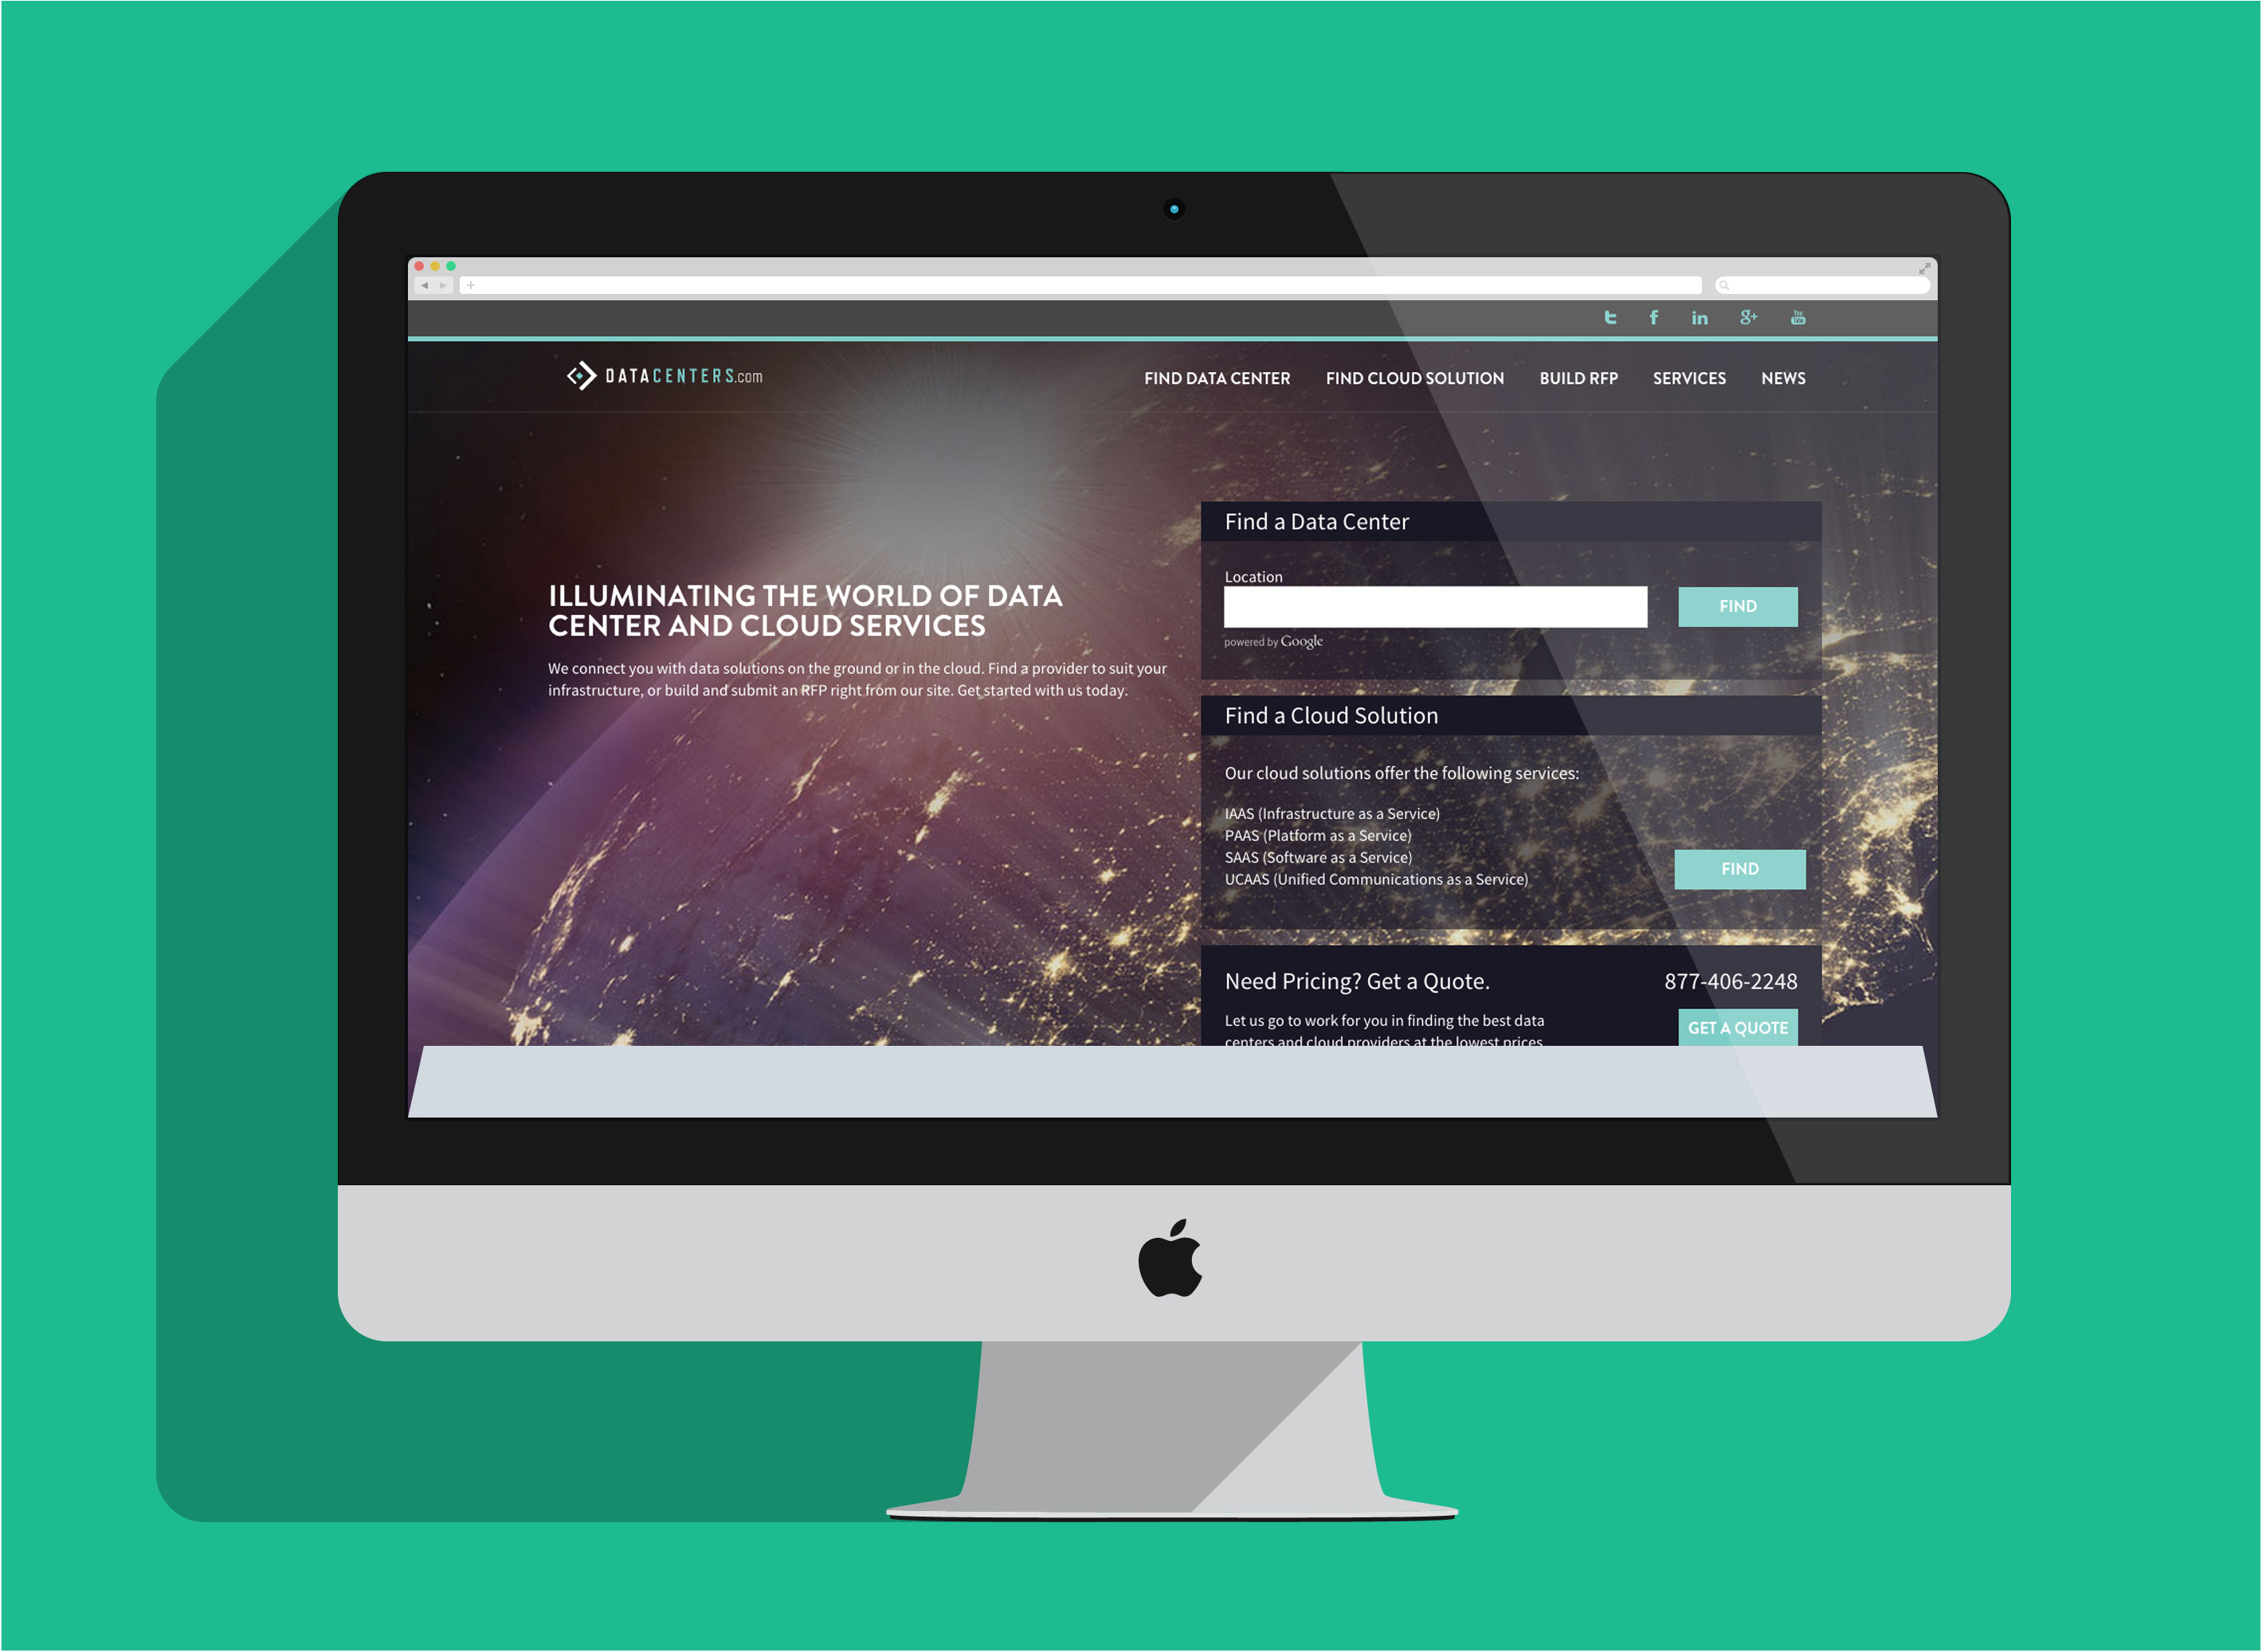 DATACENTERS.com
FIND DATA CENTER
FIND CLOUD SOLUTION
BUILD RFP
SERVICES
NEWS
ILLUMINATING THE WORLD OF DATA
CENTER AND CLOUD SERVICES
We connect you with data solutions on the ground or in the cloud. Find a provider to suit your
infrastructure, or build and submit an RFP right from our site. Get started with us today.
Find a Data Center
Location
FIND
powered by Google
Find a Cloud Solution
Our cloud solutions offer the following services:
IAAS (Infrastructure as a Service)
PAAS (Platform as a Service)
SAAS (Software as a Service)
UCAAS (Unified Communications as a Service)
FIND
Need Pricing? Get a Quote.
877-406-2248
Let us go to work for you in finding the best data
centers and cloud providers at the lowest prices
GET A QUOTE